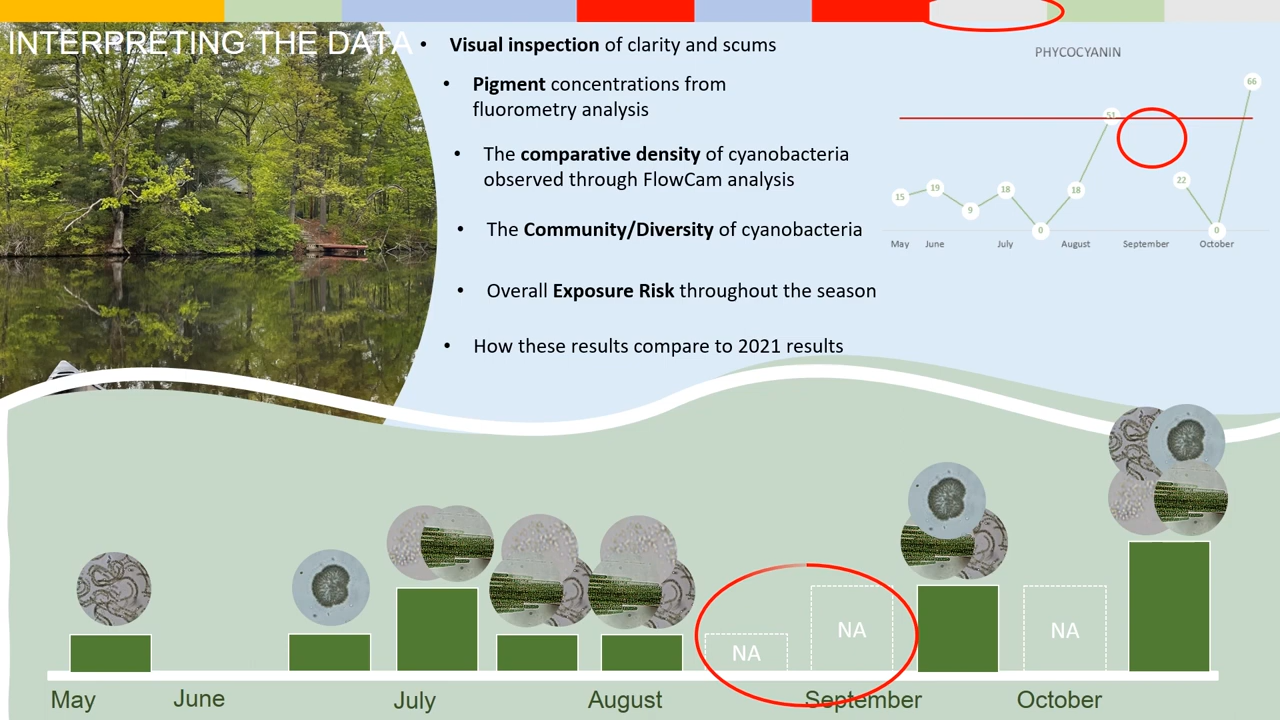 INTERPRETING THE DATA
• Visual inspection of clarity and scums
• Pigment concentrations from
fluorometry analysis
• The comparative density of cyanobacteria
observed through FlowCam analysis
• The Community/Diversity of cyanobacteria
• Overall Exposure Risk throughout the season
• How these results compare to 2021 results
PHYCOCYANIN
66
51
15 19 9 18 0 18 22 0
May June July August September October
NA NA NA
May June July August September October